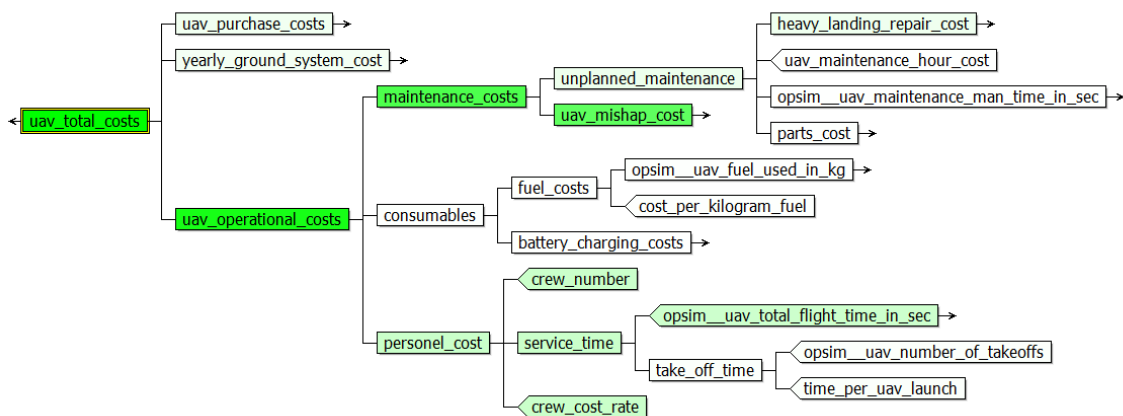 uav_total_costs
uav_purchase_costs
yearly_ground_system_cost
uav_operational_costs
maintenance_costs
unplanned_maintenance
heavy_landing_repair_cost
uav_maintenance_hour_cost
opsim__uav_maintenance_man_time_in_sec
parts_cost
uav_mishap_cost
consumables
fuel_costs
opsim__uav_fuel_used_in_kg
cost_per_kilogram_fuel
battery_charging_costs
personel_cost
crew_number
service_time
opsim__uav_total_flight_time_in_sec
take_off_time
opsim__uav_number_of_takeoffs
time_per_uav_launch
crew_cost_rate